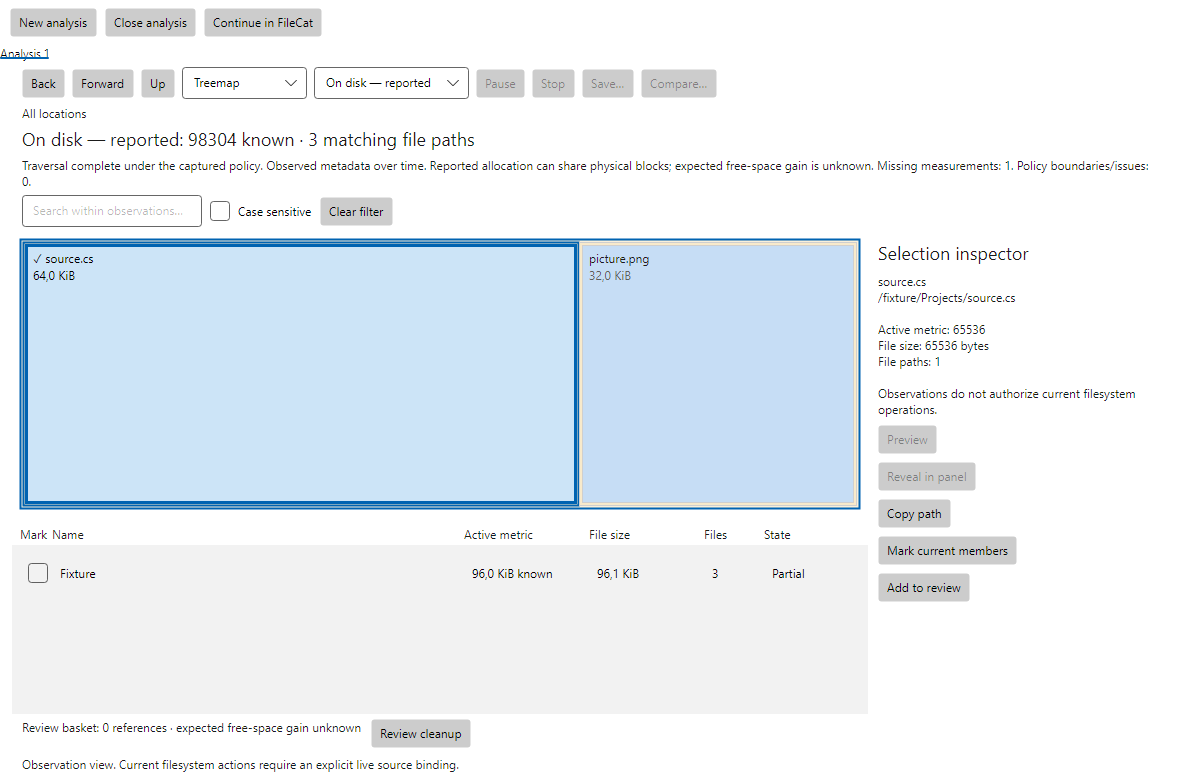 New analysis Close analysis Continue in FileCat
Analysis 1
Back Forward Up Treemap On disk — reported Pause Stop Save... Compare...
All locations
On disk — reported: 98304 known · 3 matching file paths
Traversal complete under the captured policy. Observed metadata over time. Reported allocation can share physical blocks; expected free-space gain is unknown. Missing measurements: 1. Policy boundaries/issues:
0.
Search within observations... Case sensitive Clear filter
✓ source.cs
64,0 KiB
picture.png
32,0 KiB
Selection inspector
source.cs
/fixture/Projects/source.cs
Active metric: 65536
File size: 65536 bytes
File paths: 1
Observations do not authorize current filesystem
operations.
Preview
Reveal in panel
Copy path
Mark current members
Add to review
Mark Name Active metric File size Files State
Fixture 96,0 KiB known 96,1 KiB 3 Partial
Review basket: 0 references · expected free-space gain unknown Review cleanup
Observation view. Current filesystem actions require an explicit live source binding.